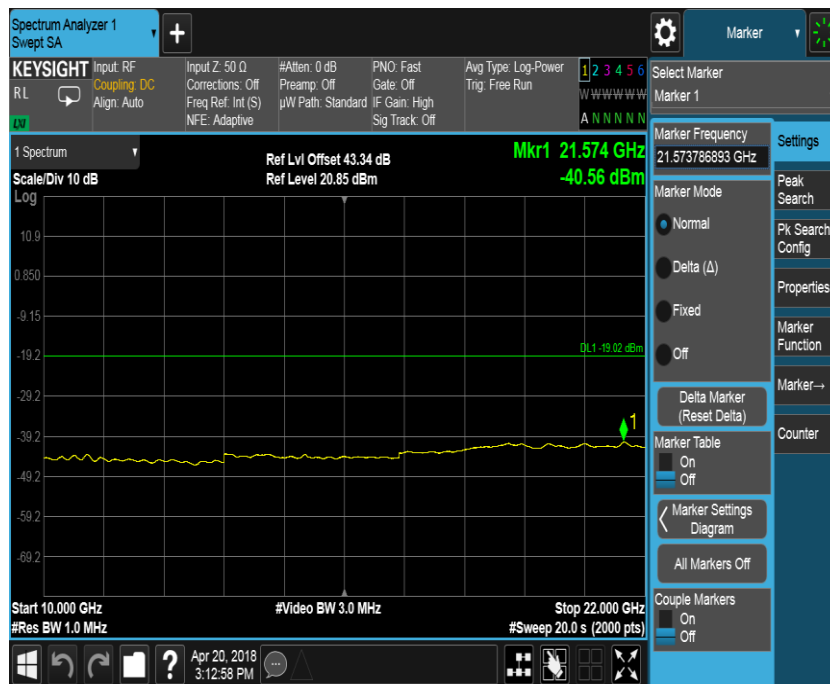 Spectrum Analyzer 1
Swept SA
+
Marker
KEYSIGHT
RL
LXI
Input: RF
Coupling: DC
Align: Auto
Input Z: 50 Ω
Corrections: Off
Freq Ref: Int (S)
NFE: Adaptive
#Atten: 0 dB
Preamp: Off
µW Path: Standard
PNO: Fast
Gate: Off
IF Gain: High
Sig Track: Off
Avg Type: Log-Power
Trig: Free Run
1 2 3 4 5 6
W W W W W W
A N N N N N
Select Marker
Marker 1
1 Spectrum
Scale/Div 10 dB
Log
Ref Lvl Offset 43.34 dB
Ref Level 20.85 dBm
Mkr1 21.574 GHz
-40.56 dBm
10.9
0.850
-9.15
-19.2
-29.2
-39.2
-49.2
-59.2
-69.2
DL1 -19.02 dBm
1
Start 10.000 GHz
#Res BW 1.0 MHz
#Video BW 3.0 MHz
Stop 22.000 GHz
#Sweep 20.0 s (2000 pts)
Marker Frequency
21.573786893 GHz
Marker Mode
Normal
Delta (Δ)
Fixed
Off
Delta Marker
(Reset Delta)
Marker Table
On
Off
Marker Settings
Diagram
All Markers Off
Couple Markers
On
Off
Settings
Peak
Search
Pk Search
Config
Properties
Marker
Function
Marker→
Counter
?
Apr 20, 2018
3:12:58 PM